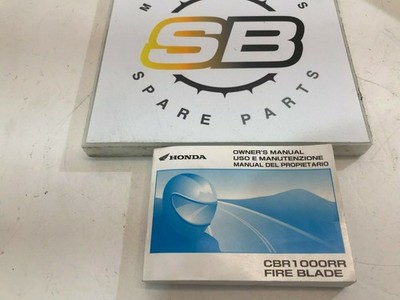 SB
SPARE PARTS
HONDA
OWNER'S MANUAL
USO E MANUTENZIONE
MANUAL DEL PROPIETARIO
CBR1000RR
FIRE BLADE